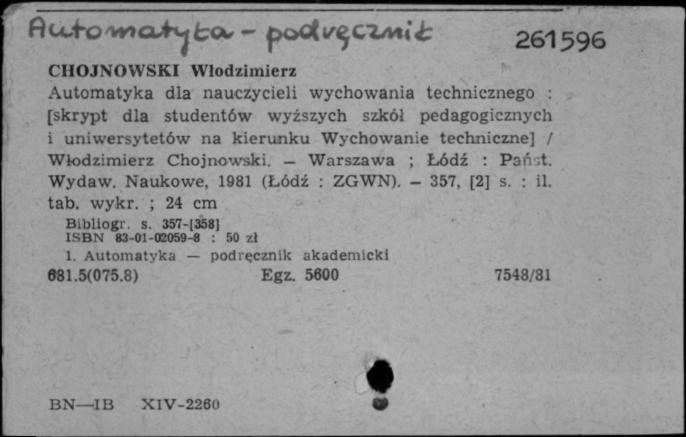 Automatyka - podręcznik
261596
CHOJNOWSKI Włodzimierz
Automatyka dla nauczycieli wychowania technicznego :
[skrypt dla studentów wyższych szkół pedagogicznych
i uniwersytetów na kierunku Wychowanie techniczne] /
Włodzimierz Chojnowski. — Warszawa ; Łódź : Państ.
Wydaw. Naukowe, 1981 (Łódź : ZGWN). — 357, [2] s. : il.
tab. wykr. ; 24 cm
Bibliogr. s. 357-[358]
ISBN 83-01-02059-8 : 50 zł
1. Automatyka — podręcznik akademicki
681.5(075.8) Egz. 5600 7548/81
BN—IB XIV-2260